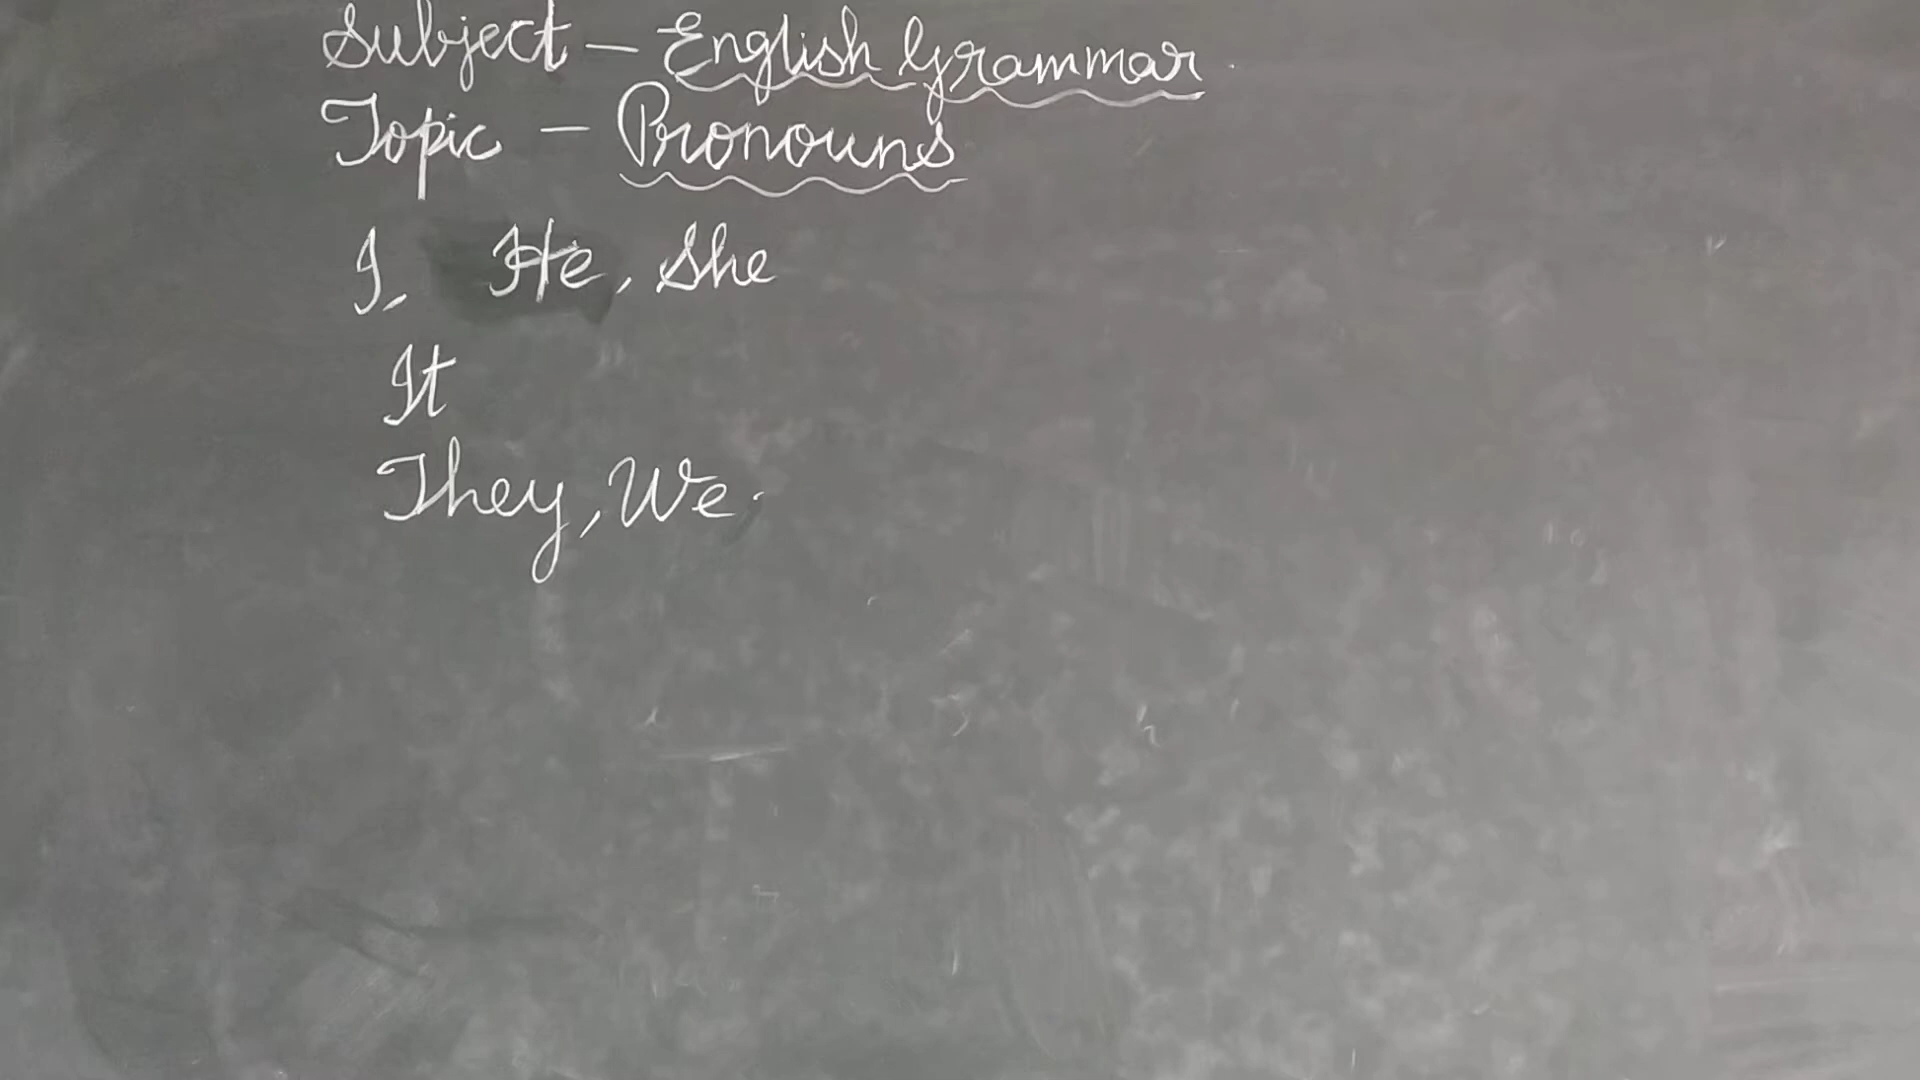 Subject - English Grammar
Topic - Pronouns
I, He, She
It
They, We.